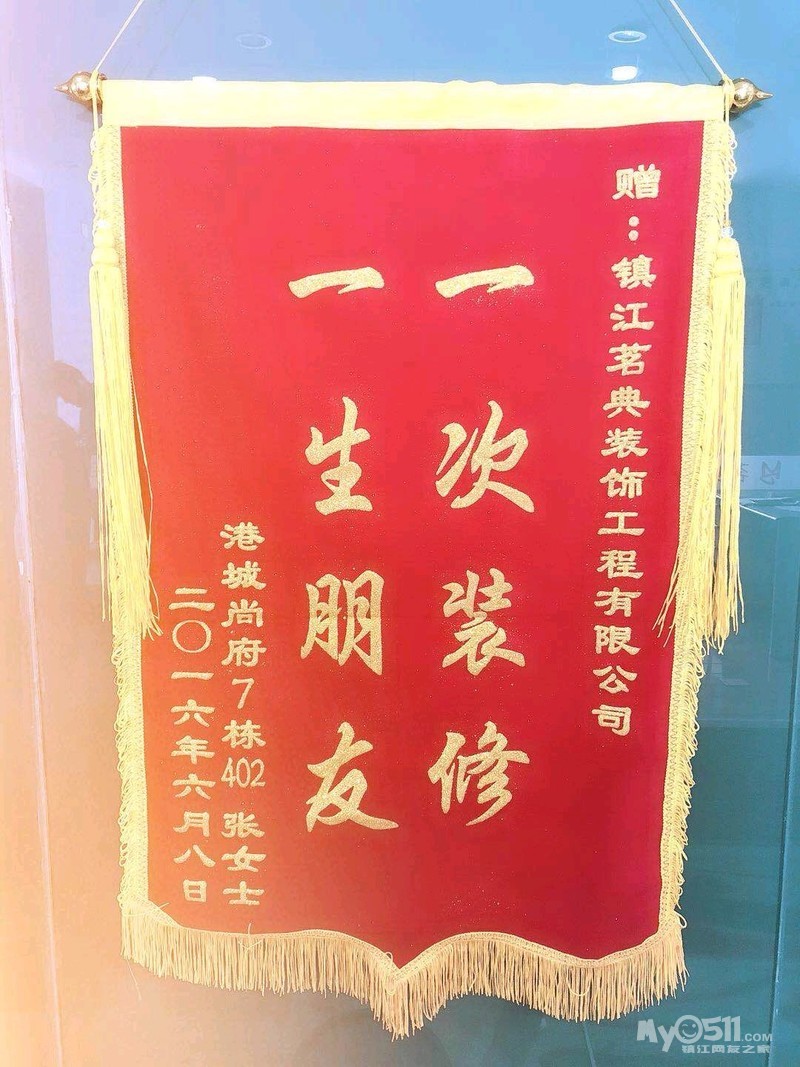 赠：镇江茗典装饰工程有限公司
一次装修
一生朋友
港城尚府7栋402 张女士
二〇一六年六月八日
My0511.COM
镇江网友之家